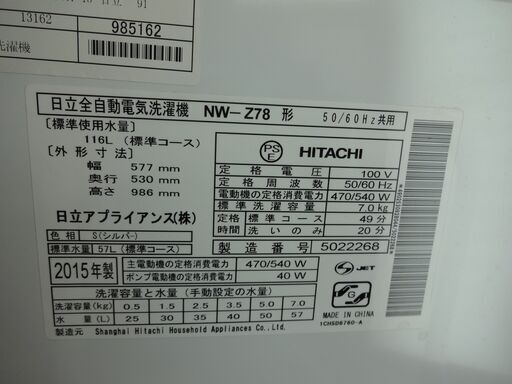 91
13162
985162
洗濯機
日立全自動電気洗濯機 NW-Z78 形 50/60Hz共用
[標準使用水量]
116L (標準コース)
[外形寸法]
幅 577 mm
奥行 530 mm
高さ 986 mm
日立アプライアンス(株)
色相 S(シルバー)
標準水量 57L (標準コース)
PS E HITACHI
定格電圧 100 V
定格周波数 50/60 Hz
電動機の定格消費電力 470/540 W
標準洗濯容量 7.0 kg
定格 標準コース 49分
時間 洗いのみ 20分
製造番号 5022268
2015年製
主電動機の定格消費電力 470/540 W
ポンプ電動機の定格消費電力 40 W
JET
洗濯容量と水量 (手動設定の水量)
洗濯容量(kg) 0.5 1.5 2.5 3.5 5.0 7.0
水量(L) 25 30 35 40 50 57
MADE IN CHINA
1CHSD6760-A
製造元 Shanghai Hitachi Household Appliances Co., Ltd.